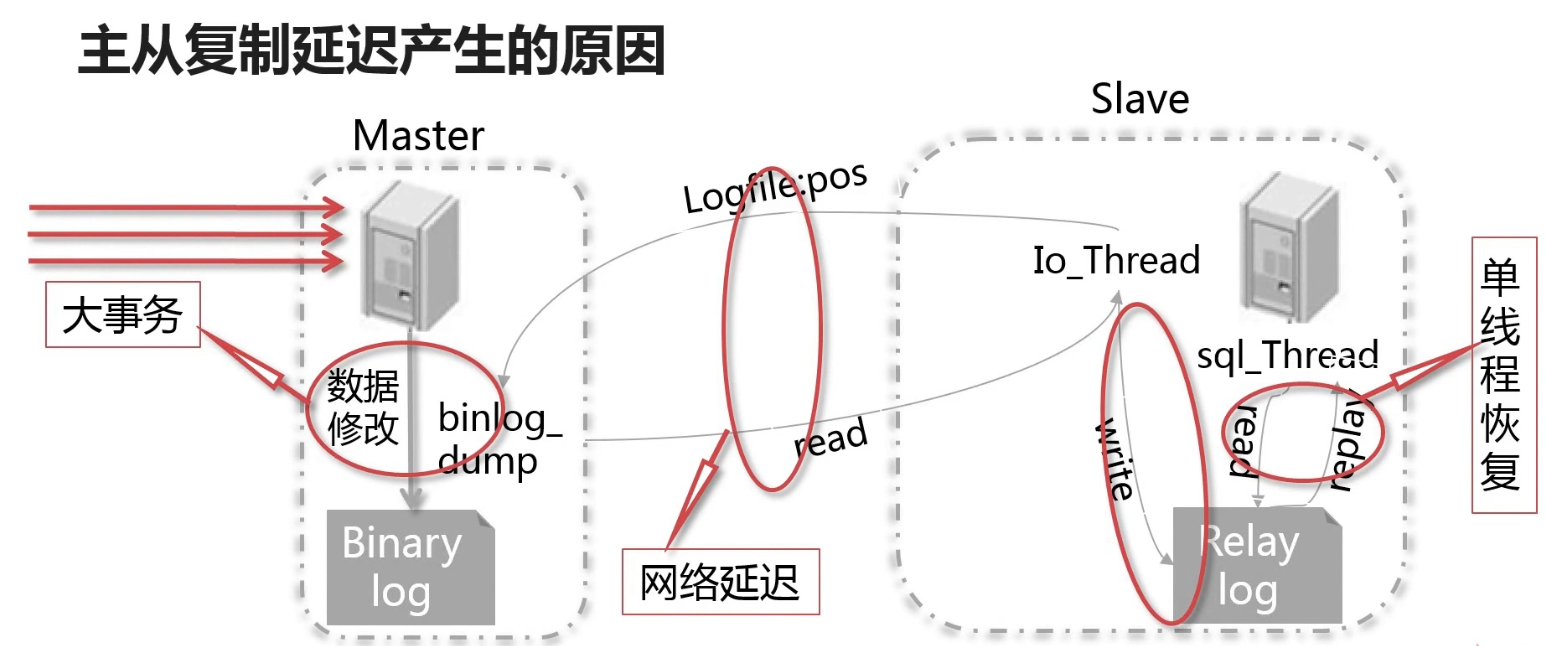 主从复制延迟产生的原因
Master
Slave
Logfile:pos
Io_Thread
大事务
数据
修改
binlog_
dump
read
write
sql_Thread
read
replay
单
线
程
恢
复
网络延迟
Binary
log
Relay
log